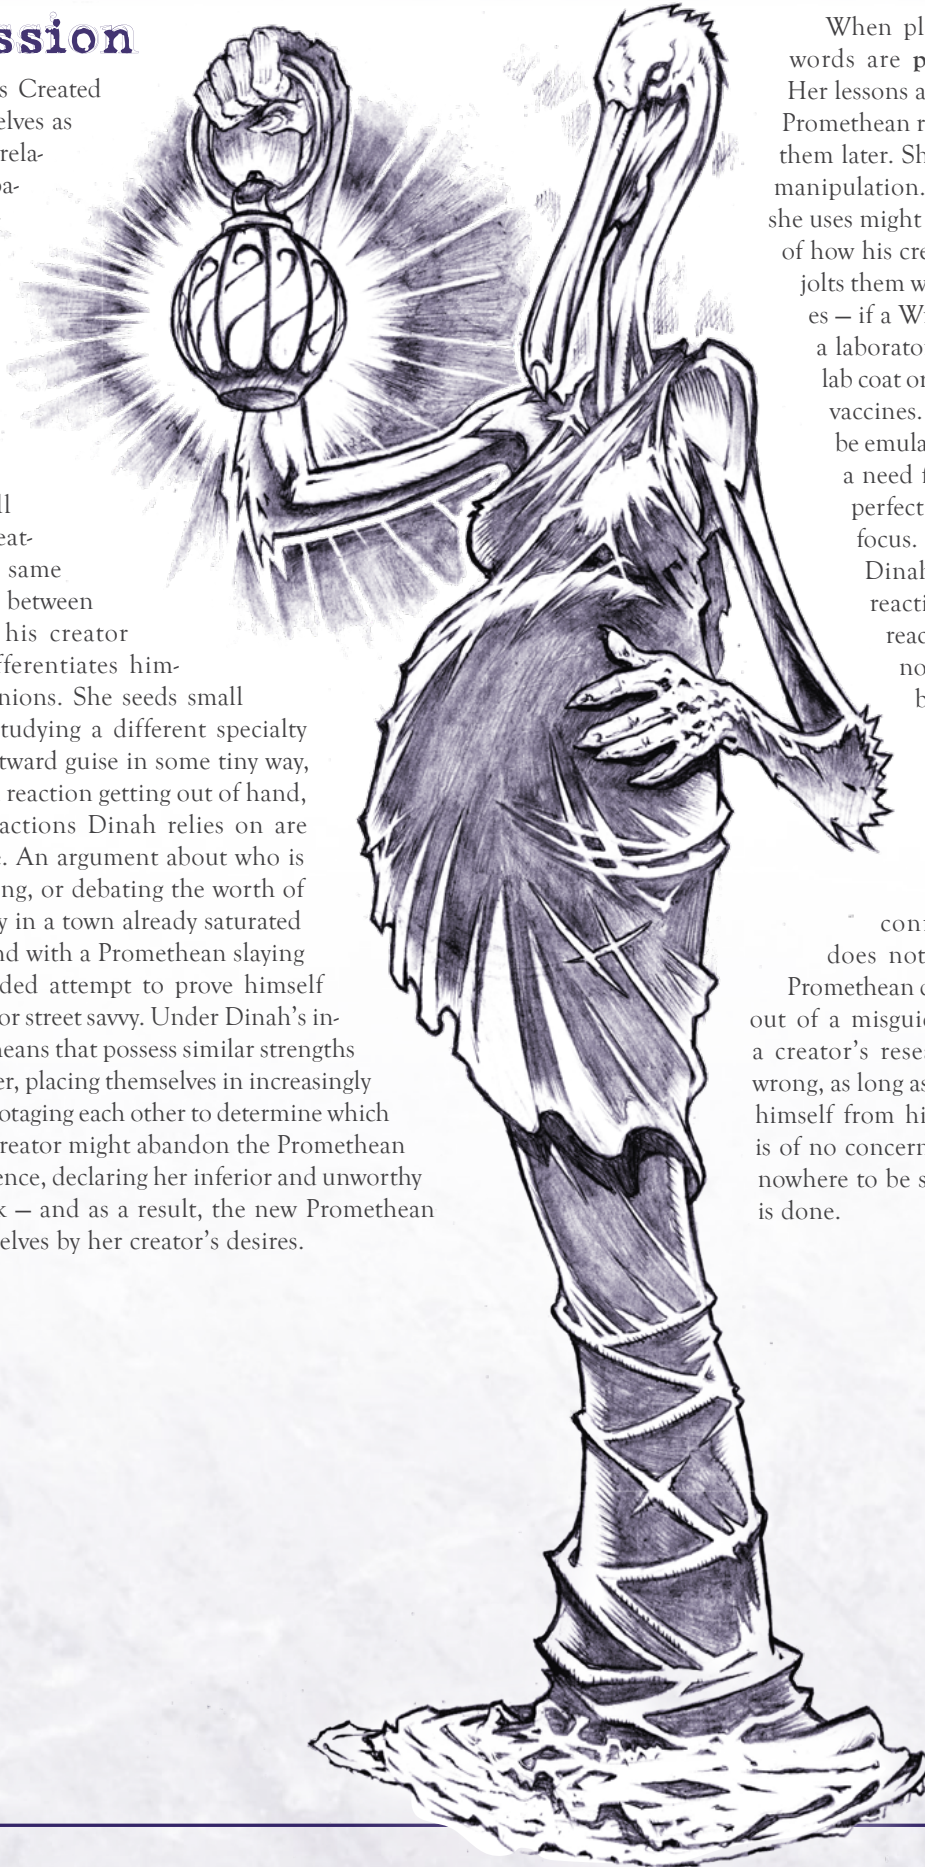 ssion
s Created
elves as
rela-
pa-
ll
eat-
same
between
his creator
fferentiates him-
nions. She seeds small
tudying a different specialty
tward guise in some tiny way,
reaction getting out of hand,
actions Dinah relies on are
e. An argument about who is
ng, or debating the worth of
y in a town already saturated
nd with a Promethean slaying
ded attempt to prove himself
or street savvy. Under Dinah's in-
neans that possess similar strengths
er, placing themselves in increasingly
otaging each other to determine which
reator might abandon the Promethean
ence, declaring her inferior and unworthy
k – and as a result, the new Promethean
elves by her creator's desires.
When pl
words are p
Her lessons a
Promethean r
them later. Sh
manipulation.
she uses might
of how his cre
jolts them w
es – if a W
a laborato
lab coat or
vaccines.
be emula
a need f
perfect
focus.
Dinah
reacti
reac
no
b
conf
does not
Promethean c
out of a misguid
a creator's resea
wrong, as long as
himself from hi
is of no concern
nowhere to be s
is done.